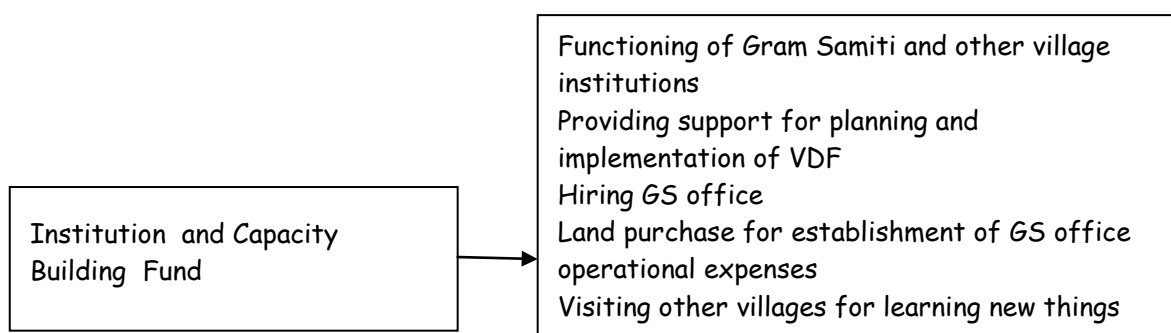 Functioning of Gram Samiti and other village
institutions
Providing support for planning and
implementation of VDF
Hiring GS office
Land purchase for establishment of GS office
operational expenses
Visiting other villages for learning new things
Institution and Capacity
Building Fund